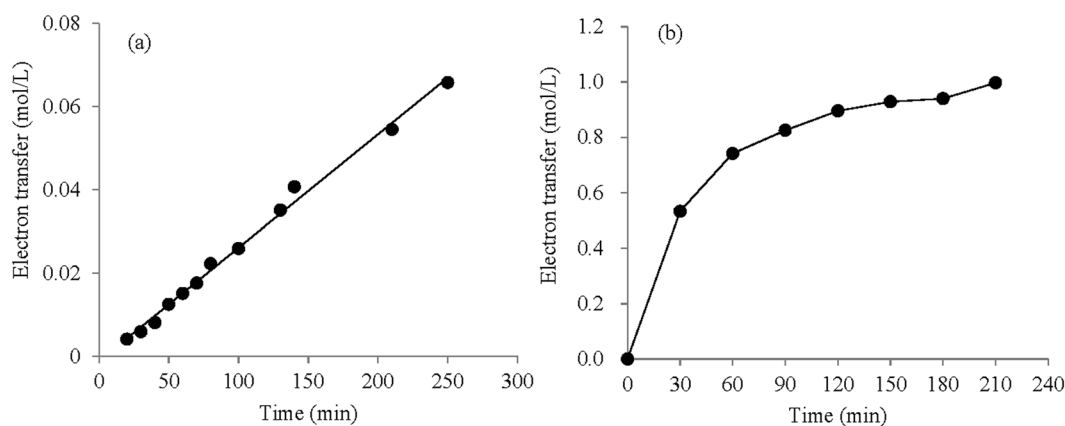 (a)
Electron transfer (mol/L)
0.08
0.06
0.04
0.02
0
0 50 100 150 200 250 300
Time (min)
(b)
Electron transfer (mol/L)
1.2
1.0
0.8
0.6
0.4
0.2
0.0
0 30 60 90 120 150 180 210 240
Time (min)